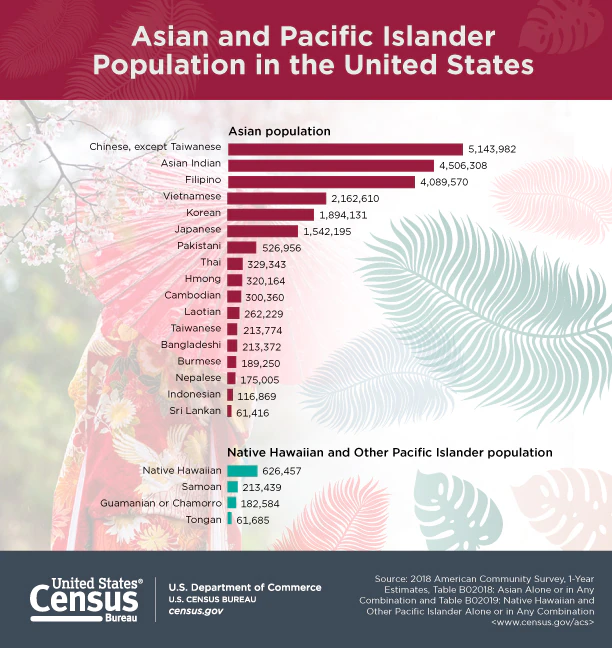 Asian and Pacific Islander
Population in the United States
Asian population
Chinese, except Taiwanese 5,143,982
Asian Indian 4,506,308
Filipino 4,089,570
Vietnamese 2,162,610
Korean 1,894,131
Japanese 1,542,195
Pakistani 526,956
Thai 329,343
Hmong 320,164
Cambodian 300,360
Laotian 262,229
Taiwanese 213,774
Bangladeshi 213,372
Burmese 189,250
Nepalese 175,005
Indonesian 116,869
Sri Lankan 61,416
Native Hawaiian and Other Pacific Islander population
Native Hawaiian 626,457
Samoan 213,439
Guamanian or Chamorro 182,584
Tongan 61,685
United States®
Census
Bureau
U.S. Department of Commerce
U.S. CENSUS BUREAU
census.gov
Source: 2018 American Community Survey, 1-Year
Estimates, Table B02018: Asian Alone or in Any
Combination and Table B02019: Native Hawaiian and
Other Pacific Islander Alone or in Any Combination
<www.census.gov/acs>